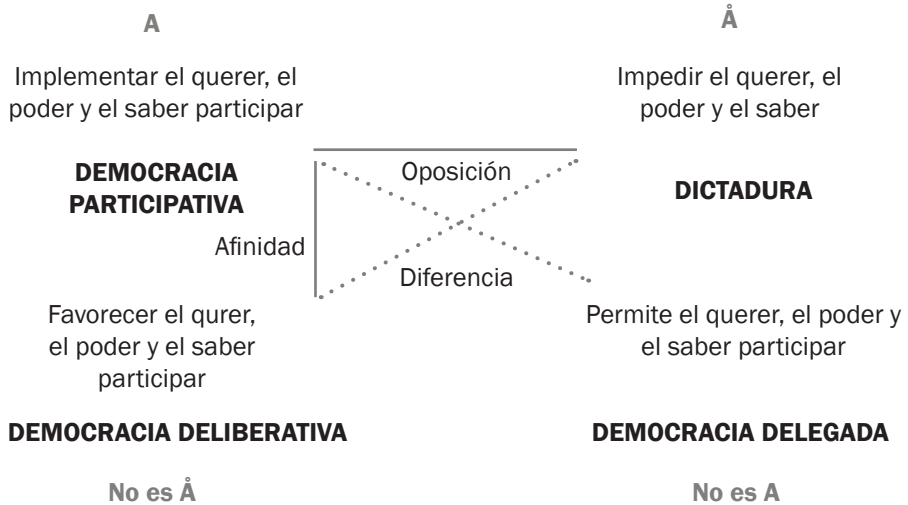 A
Å
Implementar el querer, el
poder y el saber participar
Impedir el querer, el
poder y el saber
DEMOCRACIA
PARTICIPATIVA
Oposición
DICTADURA
Afinidad
Diferencia
Favorecer el qurer,
el poder y el saber
participar
Permite el querer, el poder y
el saber participar
DEMOCRACIA DELIBERATIVA
DEMOCRACIA DELEGADA
No es Å
No es A